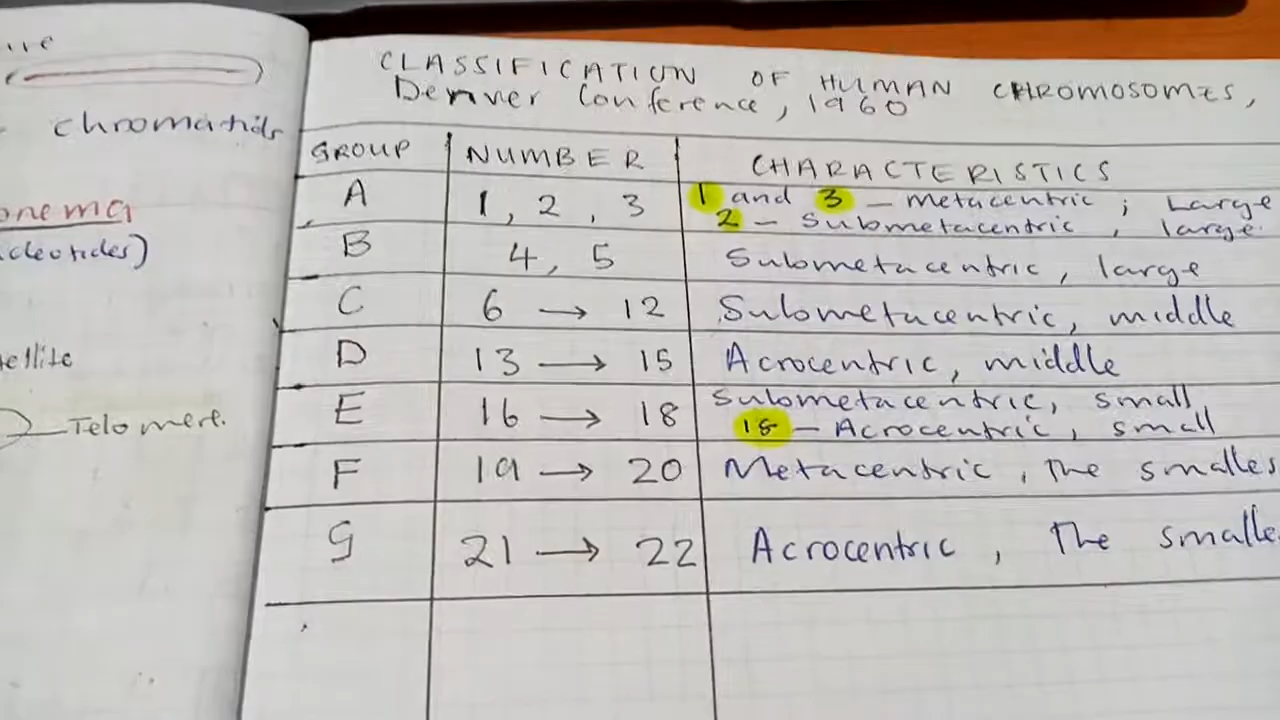 chromatids
Telomere.
CLASSIFICATION OF HUMAN CHROMOSOMES,
Denver Conference, 1960
GROUP NUMBER CHARACTERISTICS
A 1, 2, 3 1 and 3 – Metacentric ; Large
2 – Submetacentric, large.
B 4, 5 Submetacentric, large
C 6 → 12 Submetacentric, middle
D 13 → 15 Acrocentric, middle
E 16 → 18 Submetacentric, small
18 – Acrocentric, small
F 19 → 20 Metacentric, The smalles
G 21 → 22 Acrocentric, The smalle